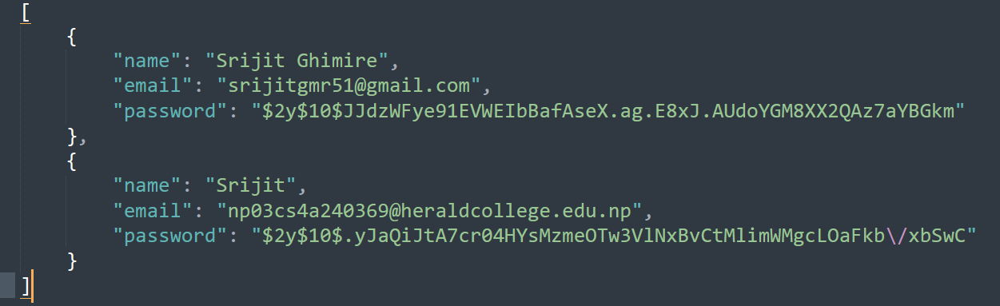 [
    {
        "name": "Srijit Ghimire",
        "email": "srijitgmr51@gmail.com",
        "password": "$2y$10$JJdzWFye91EVWEIbBafAseX.ag.E8xJ.AUdoYGM8XX2QAz7aYBGkm"
    },
    {
        "name": "Srijit",
        "email": "np03cs4a240369@heraldcollege.edu.np",
        "password": "$2y$10$.yJaQiJtA7cr04HYsMzmeOTw3VlNxBvCtMlimWMgcLOaFkb\/xbSwC"
    }
]